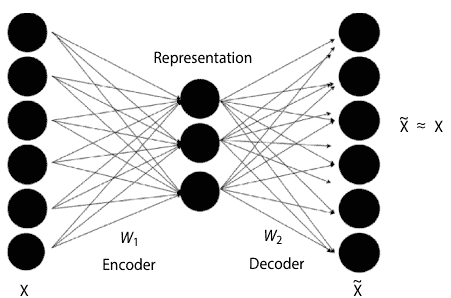 Representation
X̃ ≈ X
W₁
Encoder
W₂
Decoder
X
X̃